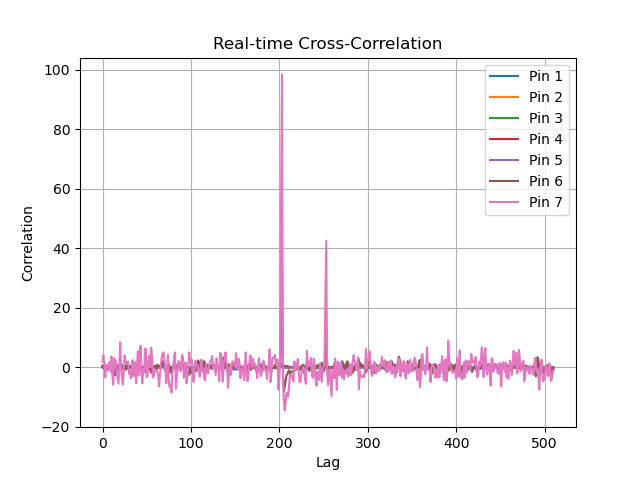 Real-time Cross-Correlation
100
80
60
40
20
0
−20
Correlation
0 100 200 300 400 500
Lag
Pin 1
Pin 2
Pin 3
Pin 4
Pin 5
Pin 6
Pin 7